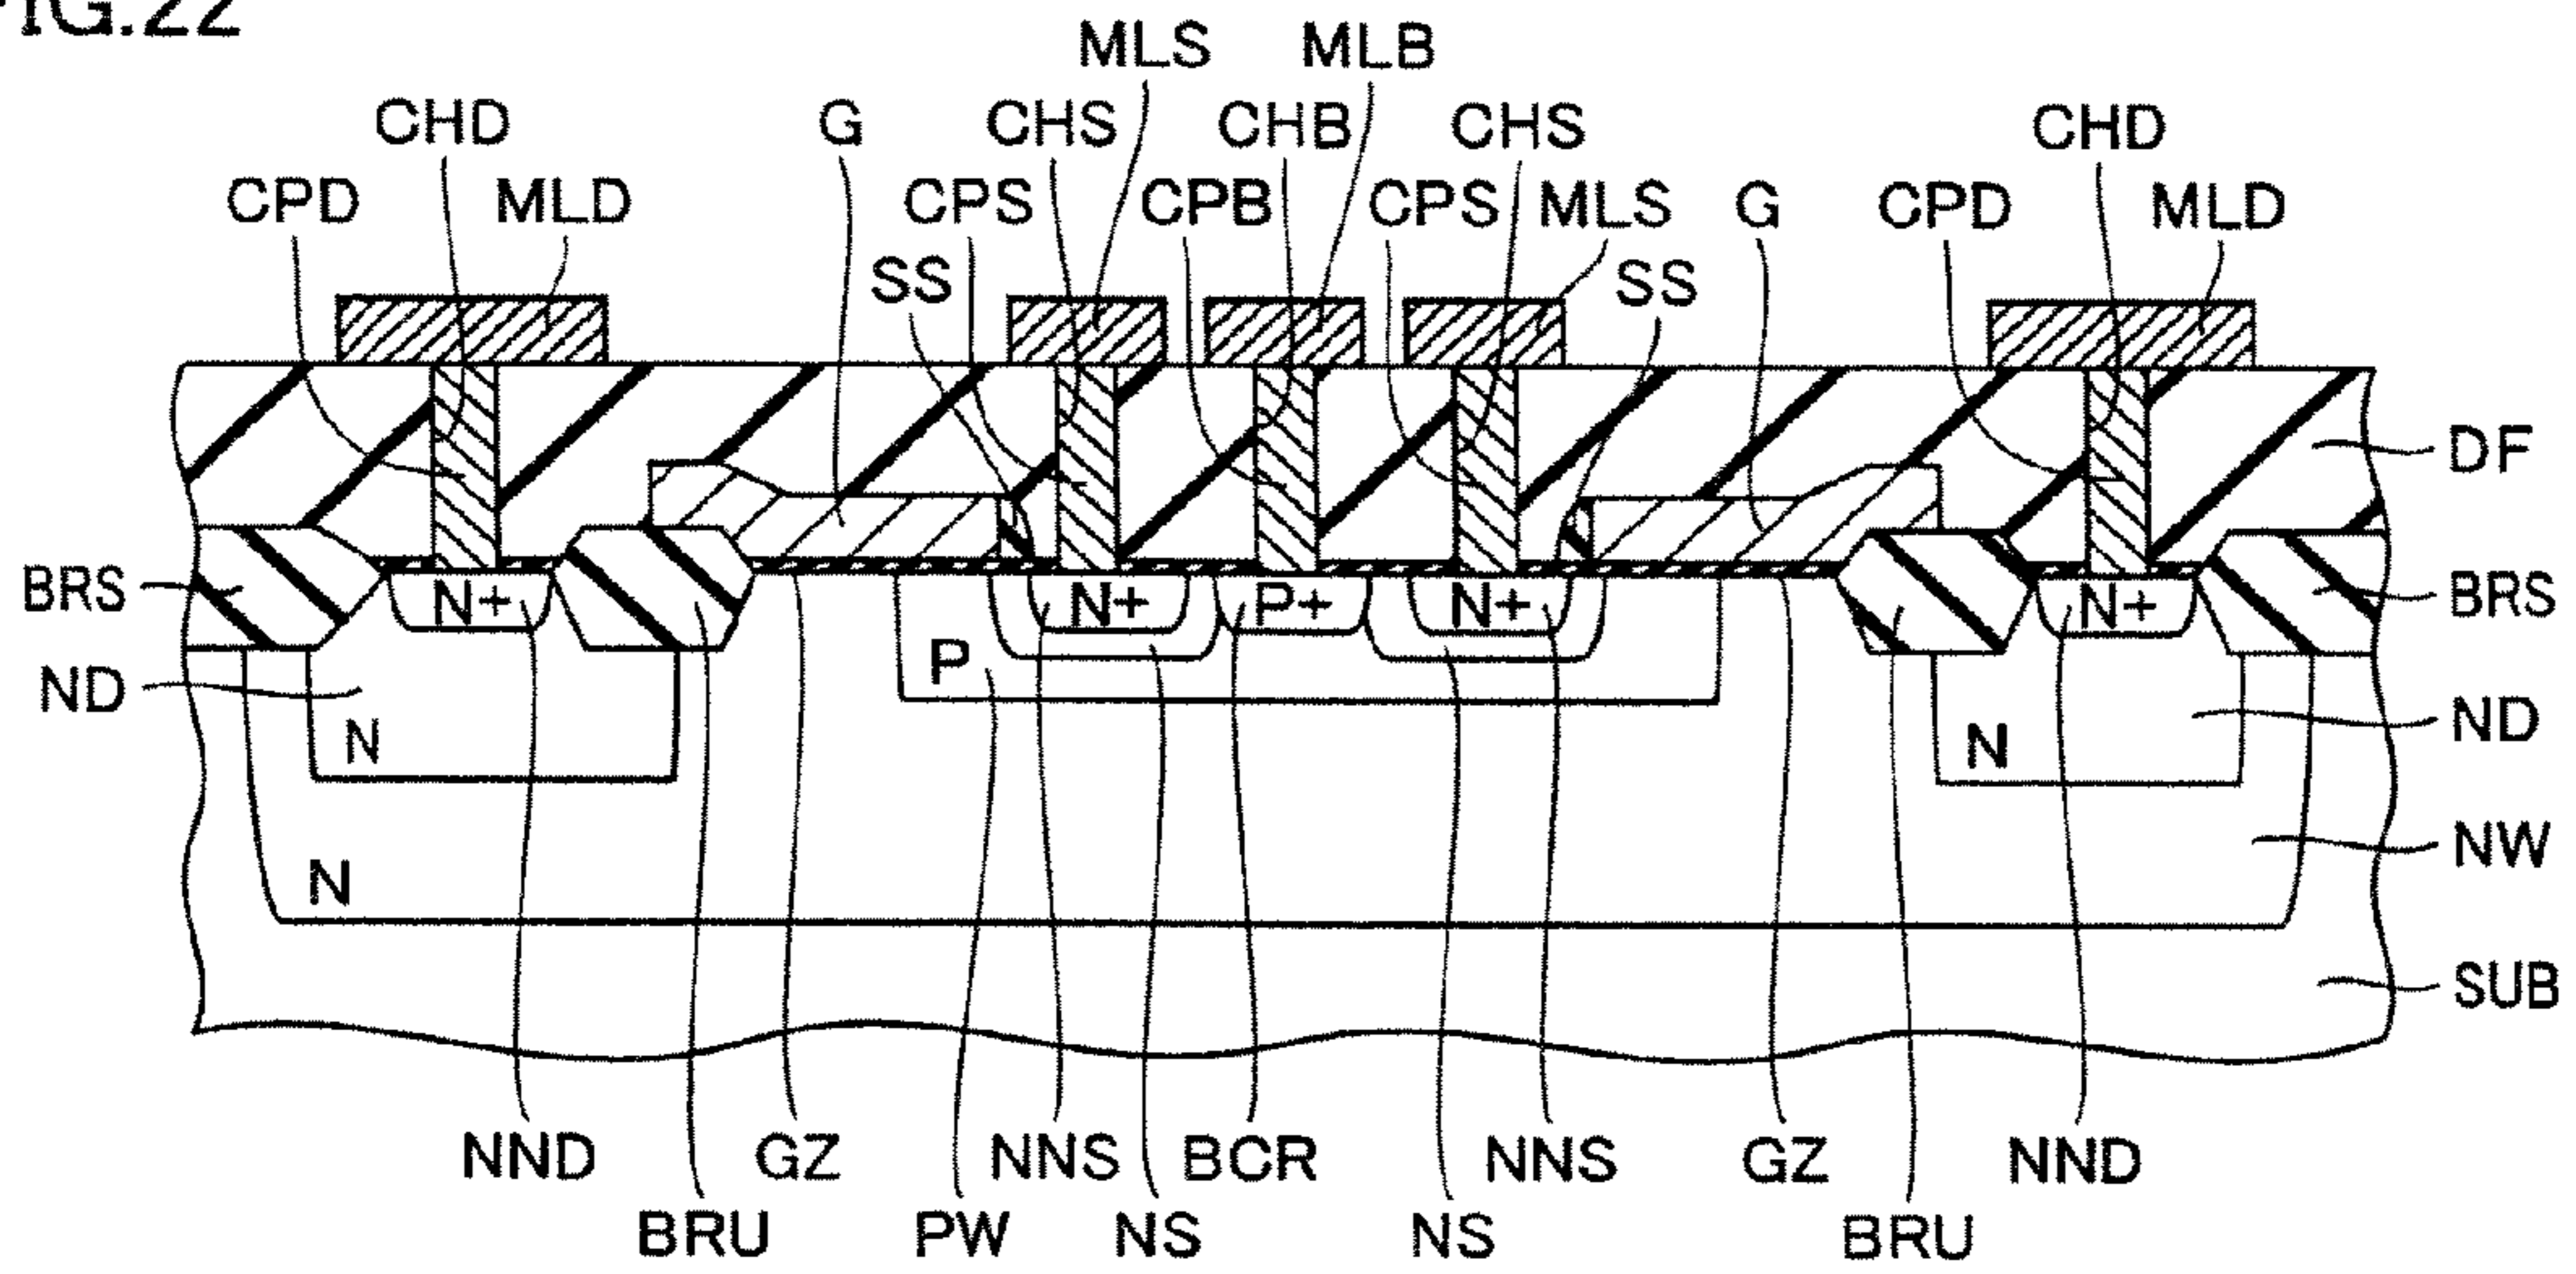 FIG.22
MLS MLB
CHD G CHS CHB CHS CHD
CPD MLD CPS CPB CPS MLS G CPD MLD
SS SS
DF
BRS N+ N+ P+ N+ N+ BRS
P
ND N N ND
N NW
SUB
NND GZ NNS BCR NNS GZ NND
BRU PW NS NS BRU